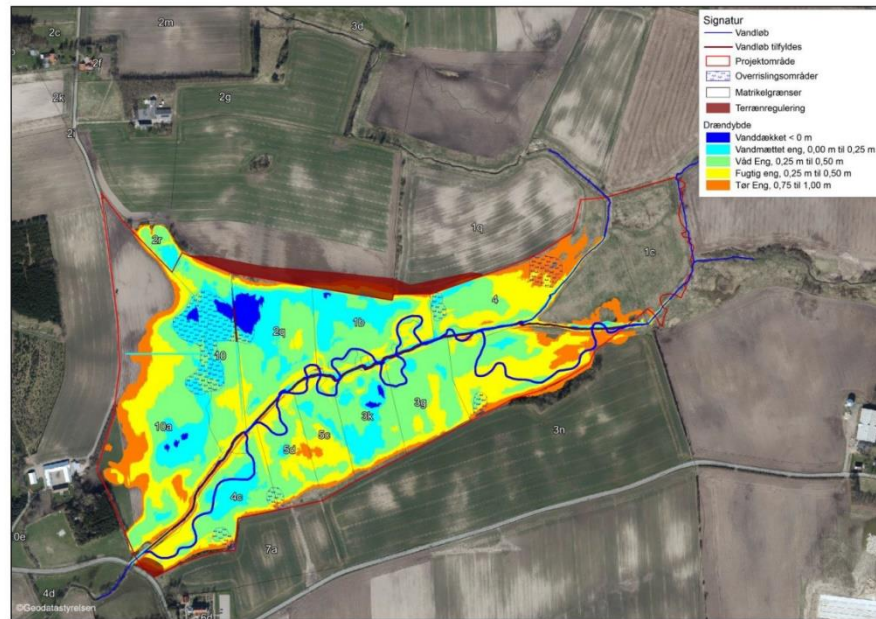 Signatur
Vandløb
Vandløb tilfyldes
Projektområde
Overrislingsområder
Matrikelgrænser
Terrænregulering
Drændybde
Vanddækket < 0 m
Vandmættet eng, 0,00 m til 0,25 m
Våd Eng, 0,25 m til 0,50 m
Fugtig eng, 0,25 m til 0,50 m
Tør Eng, 0,75 til 1,00 m
2c
2m
3d
2f
2k
2g
2i
1q
2r
1c
4
2q
1b
10
3g
3k
10a
5c
5d
3n
4c
0e
7a
4d
©Geodatastyrelsen